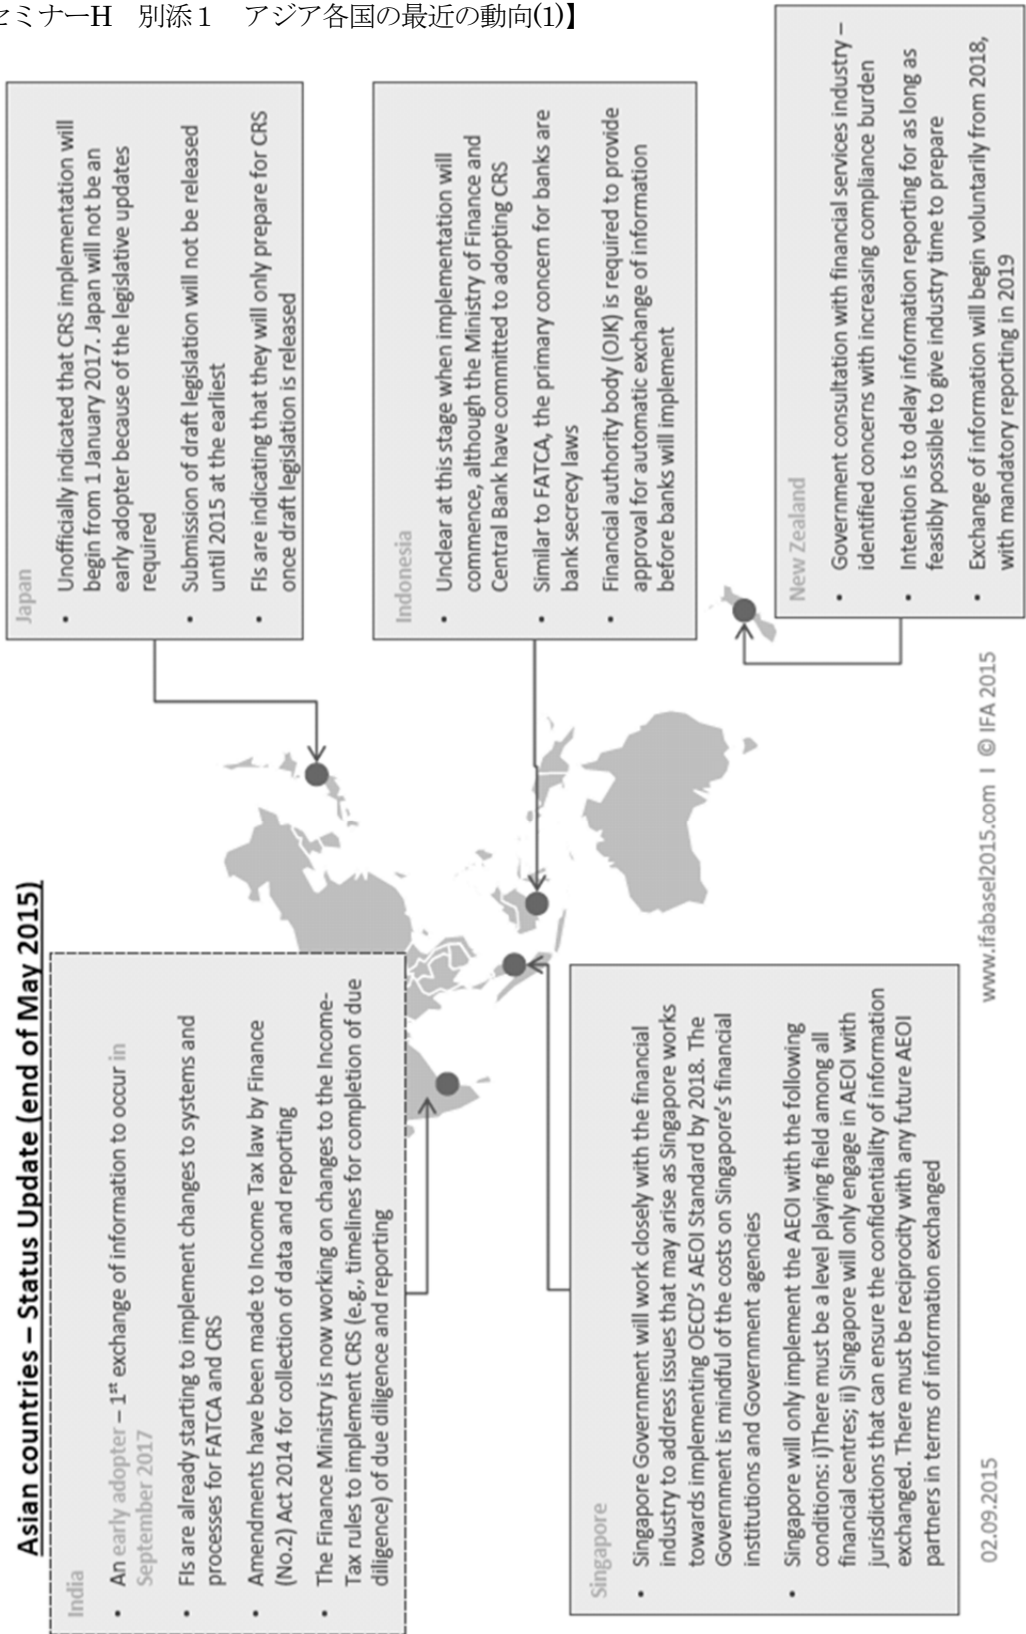 セミナーH　別添１　アジア各国の最近の動向(1)】
Asian countries – Status Update (end of May 2015)
India
• An early adopter – 1st exchange of information to occur in
September 2017
• FIs are already starting to implement changes to systems and
processes for FATCA and CRS
• Amendments have been made to Income Tax law by Finance
(No.2) Act 2014 for collection of data and reporting
• The Finance Ministry is now working on changes to the Income-
Tax rules to implement CRS (e.g., timelines for completion of due
diligence) of due diligence and reporting
Japan
• Unofficially indicated that CRS implementation will
begin from 1 January 2017. Japan will not be an
early adopter because of the legislative updates
required
• Submission of draft legislation will not be released
until 2015 at the earliest
• FIs are indicating that they will only prepare for CRS
once draft legislation is released
Indonesia
• Unclear at this stage when implementation will
commence, although the Ministry of Finance and
Central Bank have committed to adopting CRS
• Similar to FATCA, the primary concern for banks are
bank secrecy laws
• Financial authority body (OJK) is required to provide
approval for automatic exchange of information
before banks will implement
Singapore
• Singapore Government will work closely with the financial
industry to address issues that may arise as Singapore works
towards implementing OECD's AEOI Standard by 2018. The
Government is mindful of the costs on Singapore's financial
institutions and Government agencies
• Singapore will only implement the AEOI with the following
conditions: i)There must be a level playing field among all
financial centres; ii) Singapore will only engage in AEOI with
jurisdictions that can ensure the confidentiality of information
exchanged. There must be reciprocity with any future AEOI
partners in terms of information exchanged
New Zealand
• Government consultation with financial services industry –
identified concerns with increasing compliance burden
• Intention is to delay information reporting for as long as
feasibly possible to give industry time to prepare
• Exchange of information will begin voluntarily from 2018,
with mandatory reporting in 2019
02.09.2015
www.ifabasel2015.com I © IFA 2015